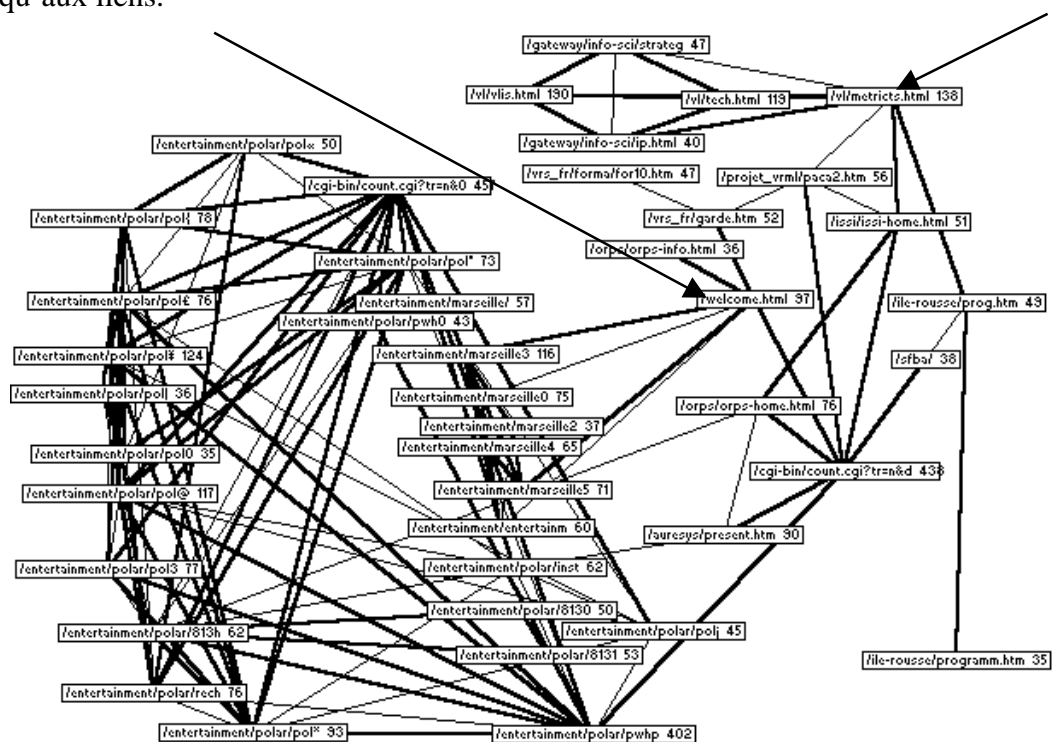 qu'aux liens.
/gateway/info-sci/strateg 47
/vl/vlis.html 190
/vl/tech.html 119
/vl/metricts.html 138
/gateway/info-sci/ip.html 40
/entertainment/polar/pol« 50
/vrs_fr/forma/for10.htm 47
/projet_vrml/paca2.htm 56
/cgi-bin/count.cgi?tr=n&0 45
/entertainment/polar/pol{ 78
/vrs_fr/garde.htm 52
/issi/issi-home.html 51
/orps/orps-info.html 36
/entertainment/polar/pol" 73
/entertainment/polar/pol£ 76
/entertainment/marseille/ 57
/welcome.html 97
/ile-rousse/prog.htm 49
/entertainment/polar/pwh0 43
/entertainment/polar/pol¥ 124
/entertainment/marseille3 116
/sfba/ 38
/entertainment/polar/pol| 36
/entertainment/marseille0 75
/orps/orps-home.html 76
/entertainment/marseille2 37
/entertainment/polar/pol0 35
/entertainment/marseille4 65
/cgi-bin/count.cgi?tr=n&d 438
/entertainment/polar/pol@ 117
/entertainment/marseille5 71
/entertainment/entertainm 60
/auresys/present.htm 90
/entertainment/polar/pol3 77
/entertainment/polar/inst 62
/entertainment/polar/8130 50
/entertainment/polar/813h 62
/entertainment/polar/polj 45
/entertainment/polar/8131 53
/ile-rousse/programm.htm 35
/entertainment/polar/rech 76
/entertainment/polar/pol* 93
/entertainment/polar/pwhp 402